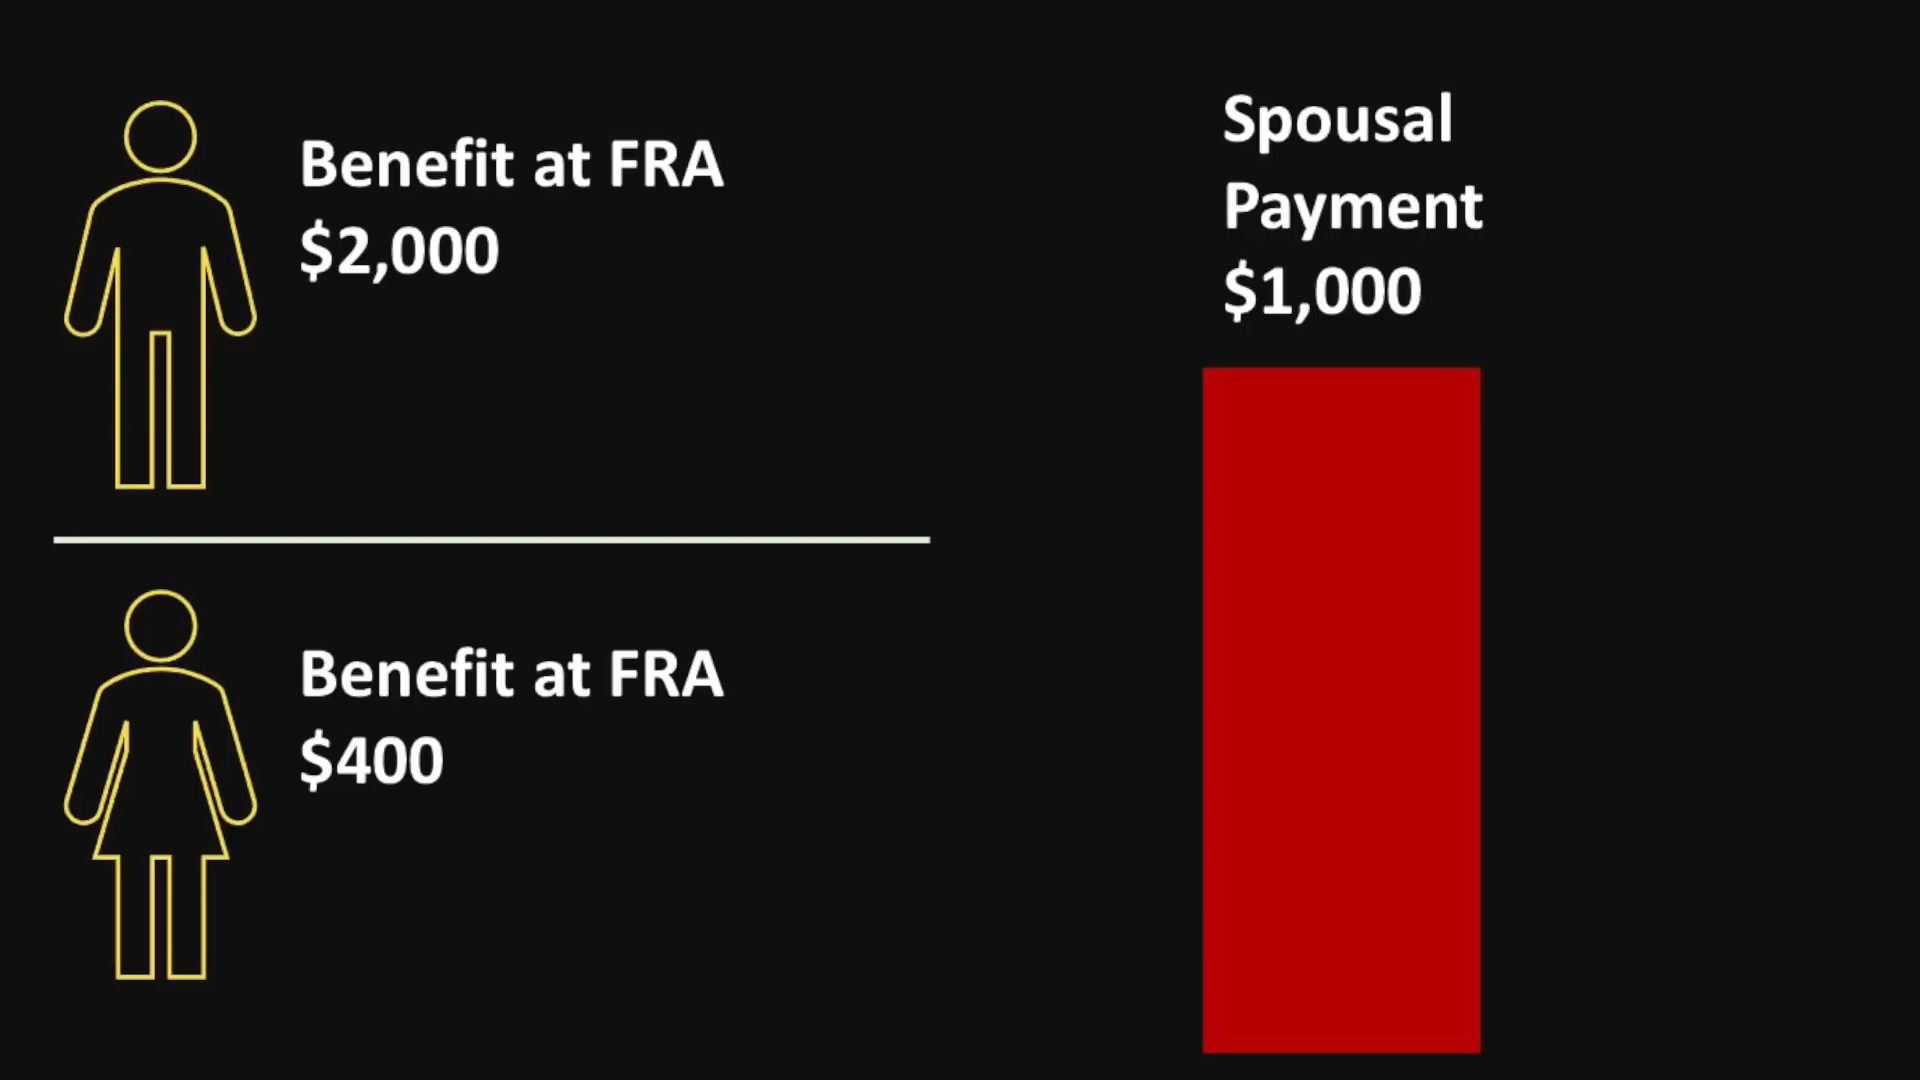 Benefit at FRA
$2,000
Benefit at FRA
$400
Spousal
Payment
$1,000